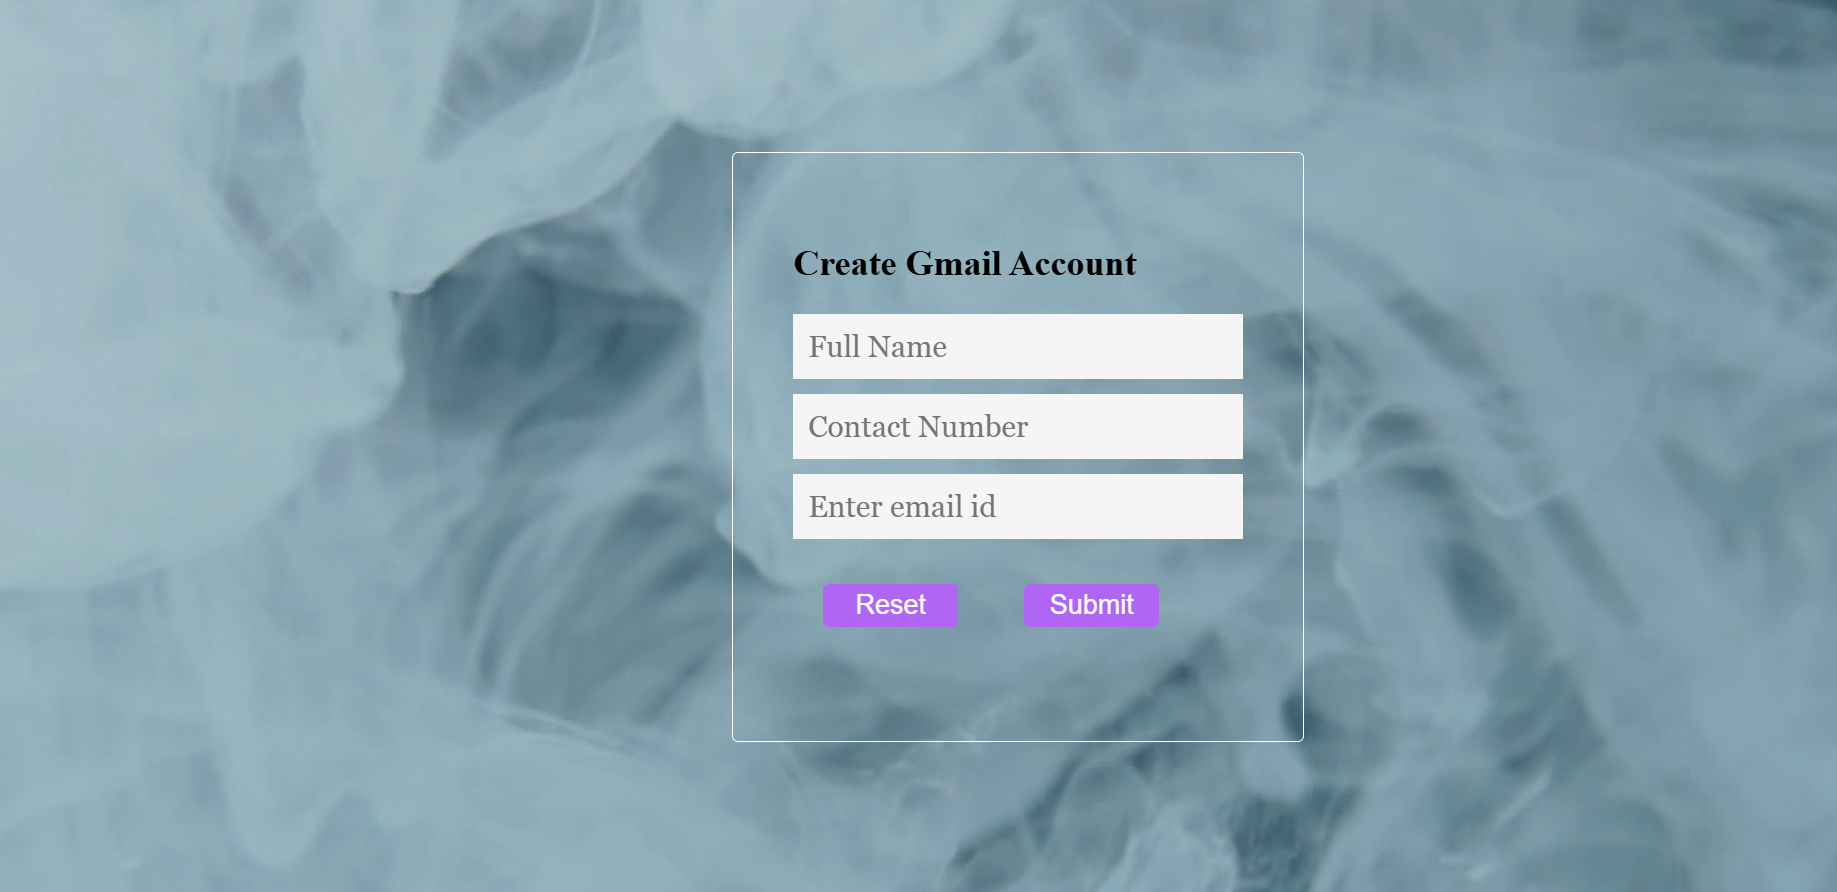 Create Gmail Account
Full Name
Contact Number
Enter email id
Reset Submit